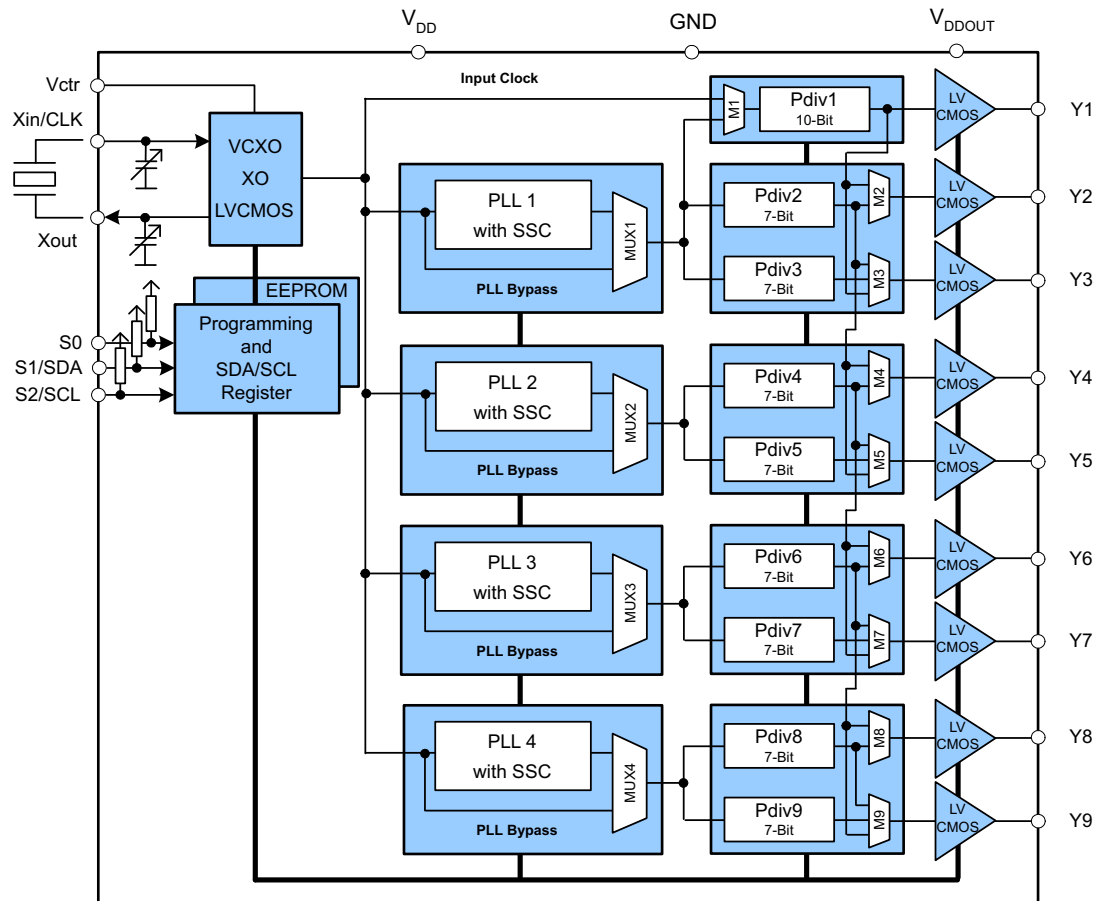 VDD
GND
VDDOUT
Vctr
Input Clock
Xin/CLK
VCXO
XO
LVCMOS
Xout
EEPROM
Programming
and
SDA/SCL
Register
S0
S1/SDA
S2/SCL
M1
Pdiv1
10-Bit
LV
CMOS
Y1
PLL 1
with SSC
MUX1
PLL Bypass
Pdiv2
7-Bit
M2
LV
CMOS
Y2
Pdiv3
7-Bit
M3
LV
CMOS
Y3
PLL 2
with SSC
MUX2
PLL Bypass
Pdiv4
7-Bit
M4
LV
CMOS
Y4
Pdiv5
7-Bit
M5
LV
CMOS
Y5
PLL 3
with SSC
MUX3
PLL Bypass
Pdiv6
7-Bit
M6
LV
CMOS
Y6
Pdiv7
7-Bit
M7
LV
CMOS
Y7
PLL 4
with SSC
MUX4
PLL Bypass
Pdiv8
7-Bit
M8
LV
CMOS
Y8
Pdiv9
7-Bit
M9
LV
CMOS
Y9